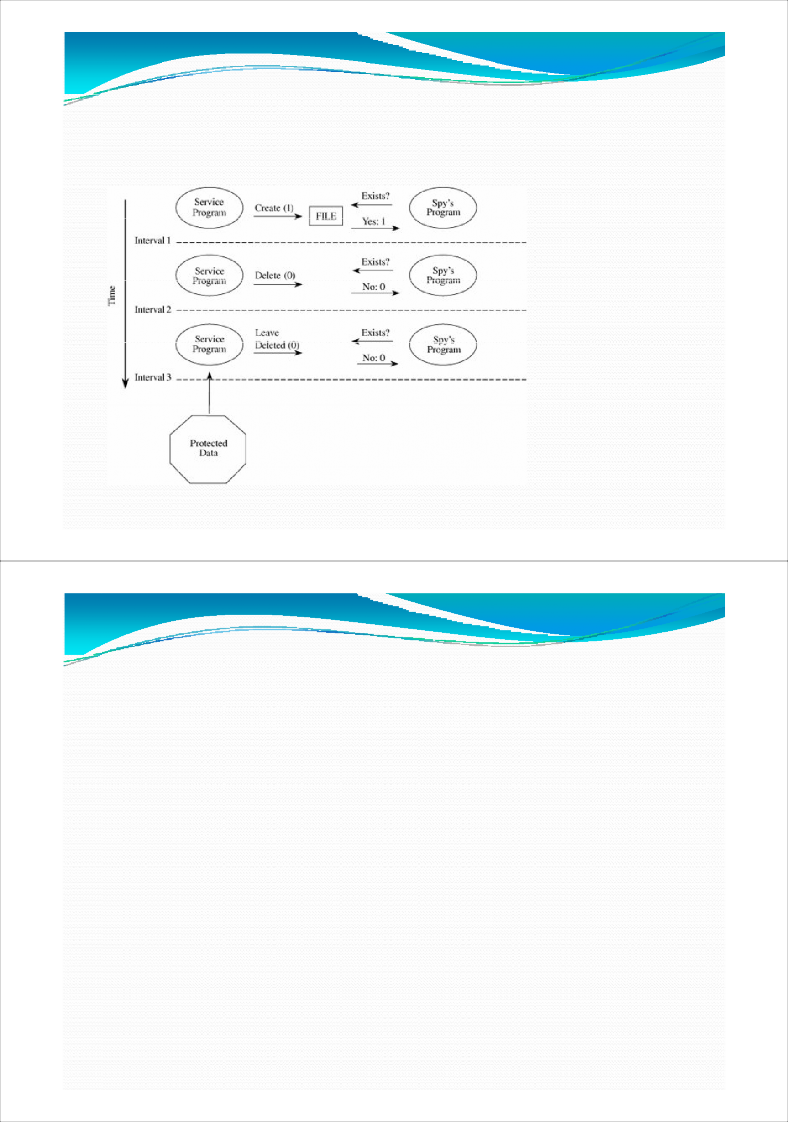 Service
Program
Create (1)
FILE
Exists?
Yes: 1
Spy's
Program
Interval 1
Service
Program
Delete (0)
Exists?
No: 0
Spy's
Program
Time
Interval 2
Service
Program
Leave
Deleted (0)
Exists?
No: 0
Spy's
Program
Interval 3
Protected
Data